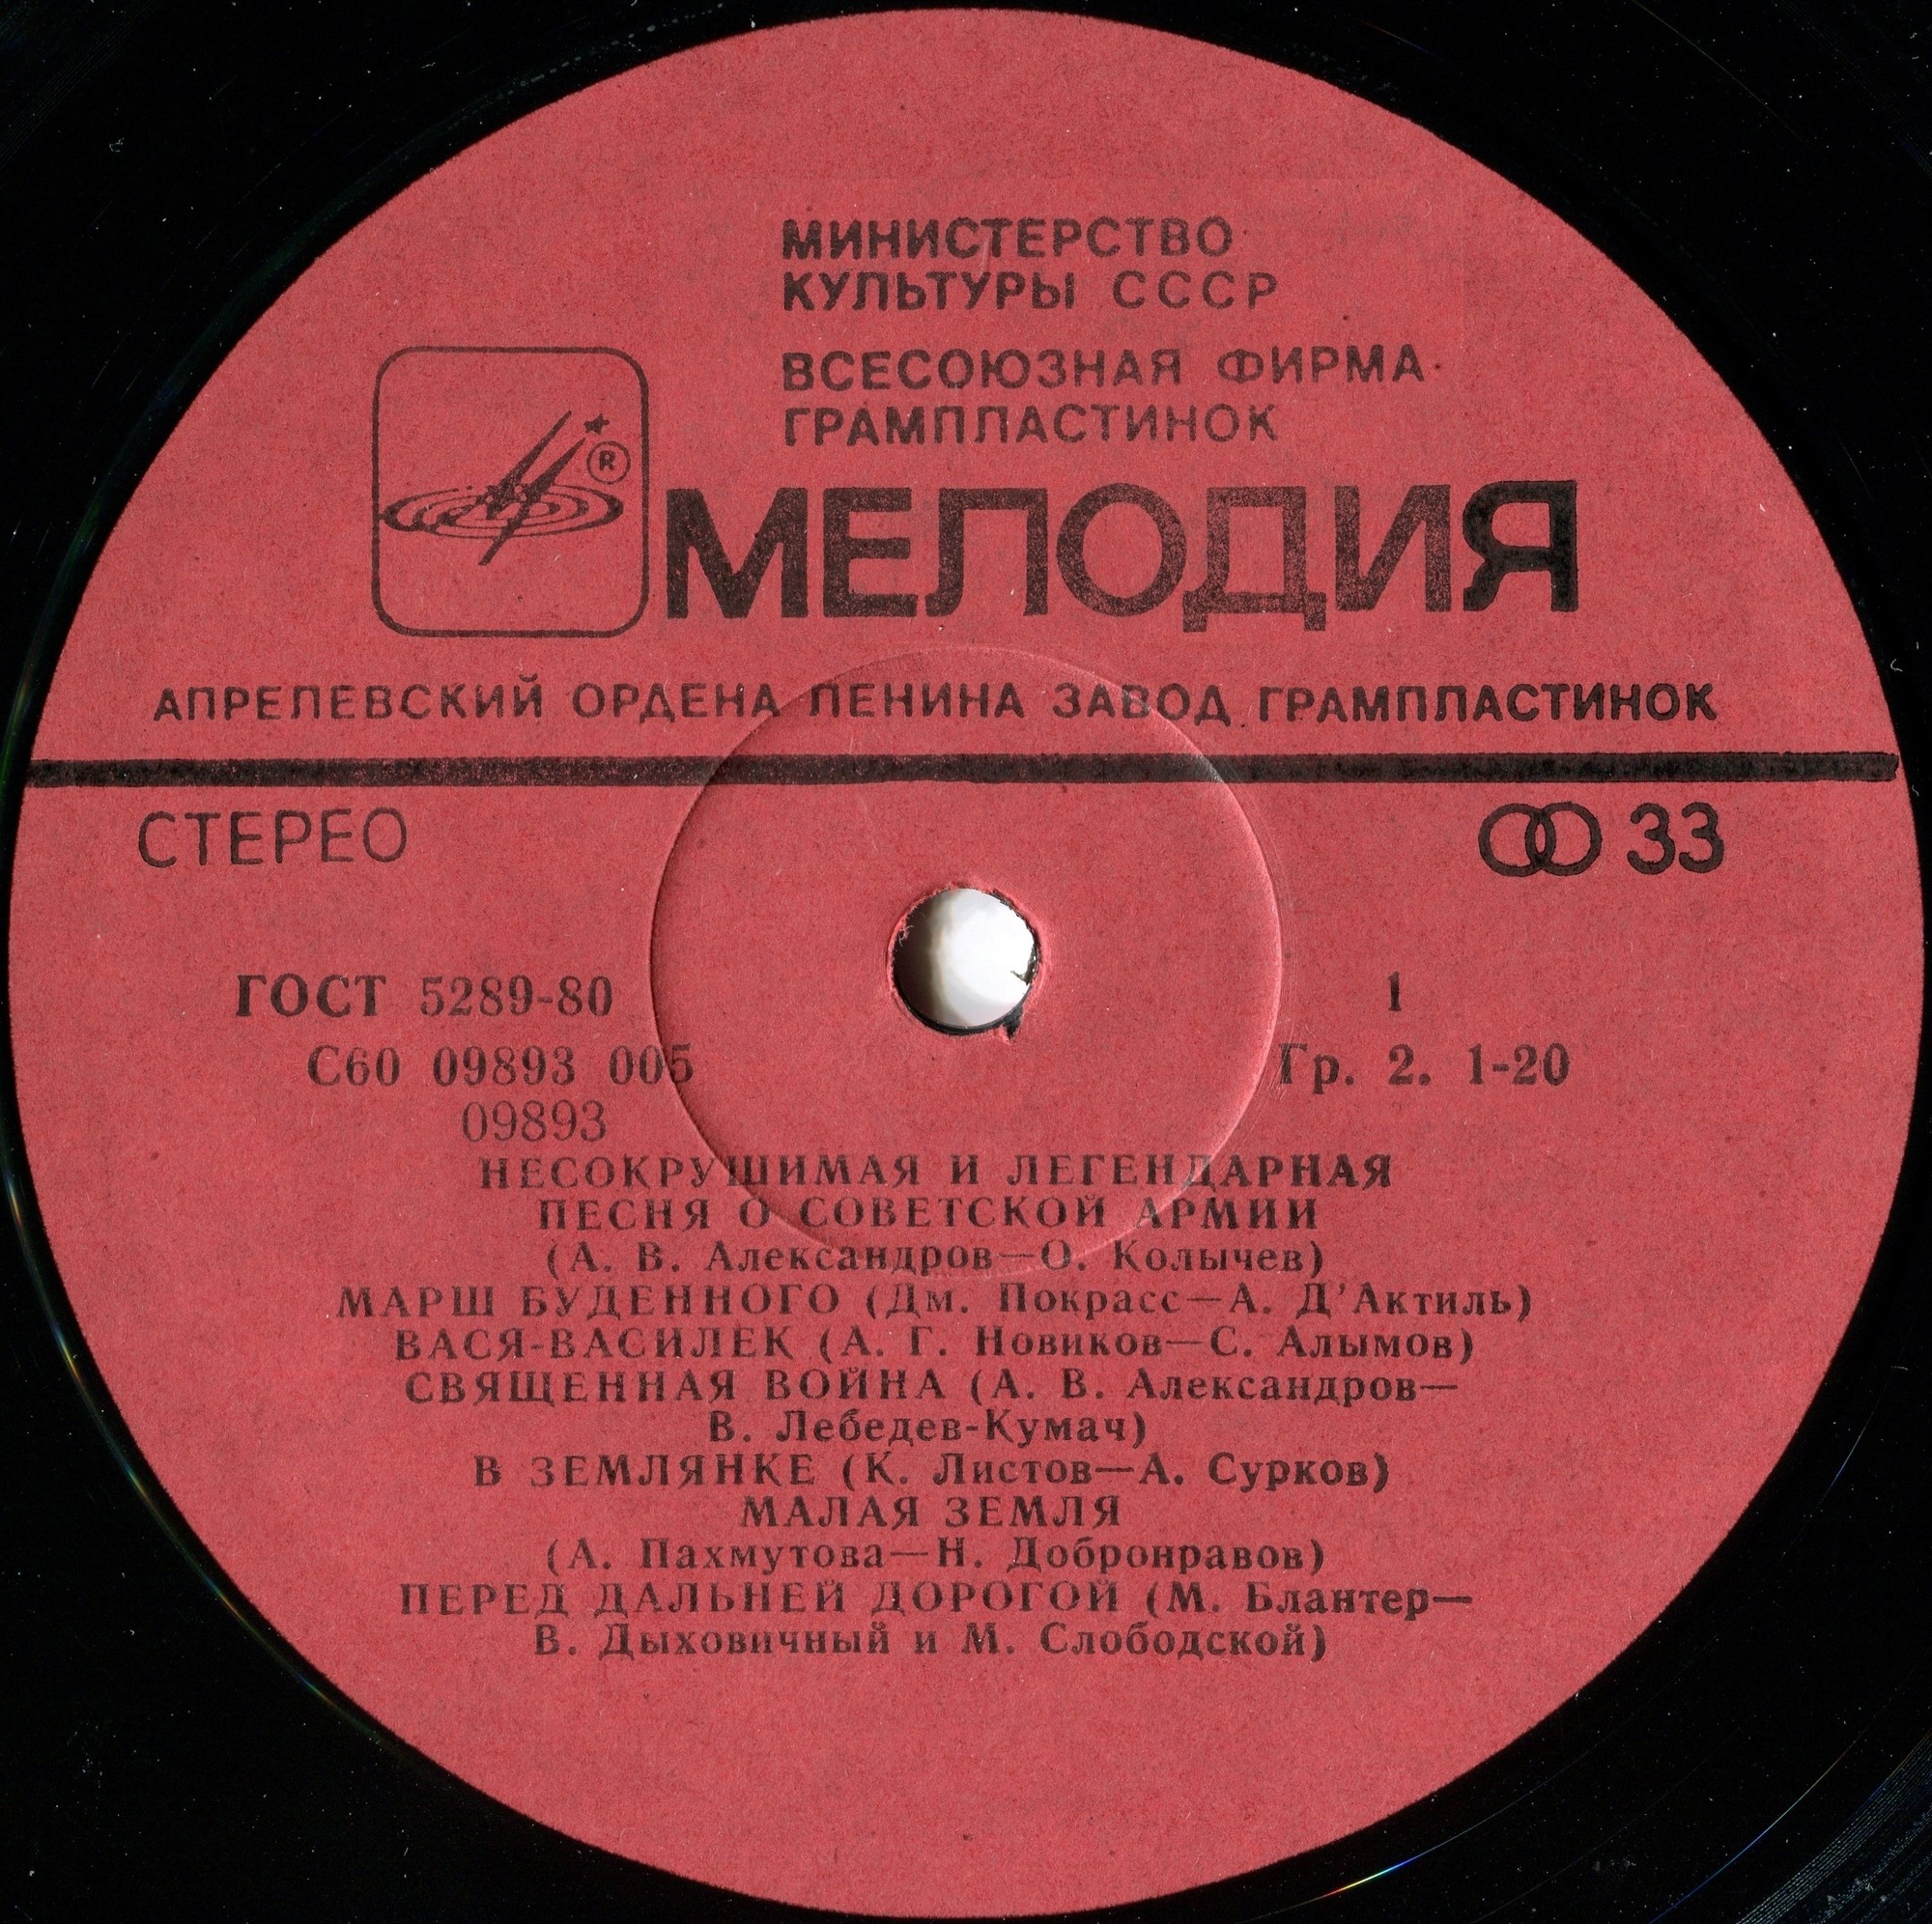 МИНИСТЕРСТВО
КУЛЬТУРЫ СССР
ВСЕСОЮЗНАЯ ФИРМА
ГРАМПЛАСТИНОК
®
МЕЛОДИЯ
АПРЕЛЕВСКИЙ ОРДЕНА ЛЕНИНА ЗАВОД ГРАМПЛАСТИНОК
СТЕРЕО
33
ГОСТ 5289-80
1
С60 09893 005
Гр. 2. 1-20
09893
НЕСОКРУШИМАЯ И ЛЕГЕНДАРНАЯ
ПЕСНЯ О СОВЕТСКОЙ АРМИИ
(А. В. Александров—О. Колычев)
МАРШ БУДЕННОГО (Дм. Покрасс—А. Д'Актиль)
ВАСЯ-ВАСИЛЕК (А. Г. Новиков—С. Алымов)
СВЯЩЕННАЯ ВОЙНА (А. В. Александров—
В. Лебедев-Кумач)
В ЗЕМЛЯНКЕ (К. Листов—А. Сурков)
МАЛАЯ ЗЕМЛЯ
(А. Пахмутова—Н. Добронравов)
ПЕРЕД ДАЛЬНЕЙ ДОРОГОЙ (М. Блантер—
В. Дыховичный и М. Слободской)